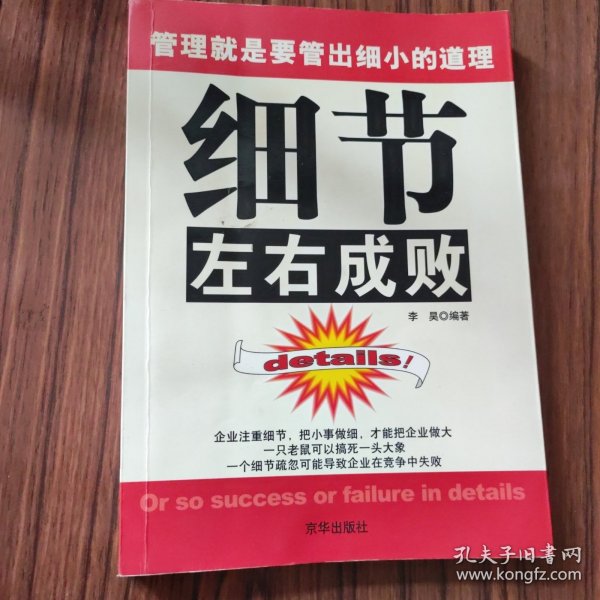 管理就是要管出细小的道理
细节
左右成败
李 昊◎编著
details!
企业注重细节，把小事做细，才能把企业做大
一只老鼠可以搞死一头大象
一个细节疏忽可能导致企业在竞争中失败
Or so success or failure in details
京华出版社
孔夫子旧书网
www.kongfz.com